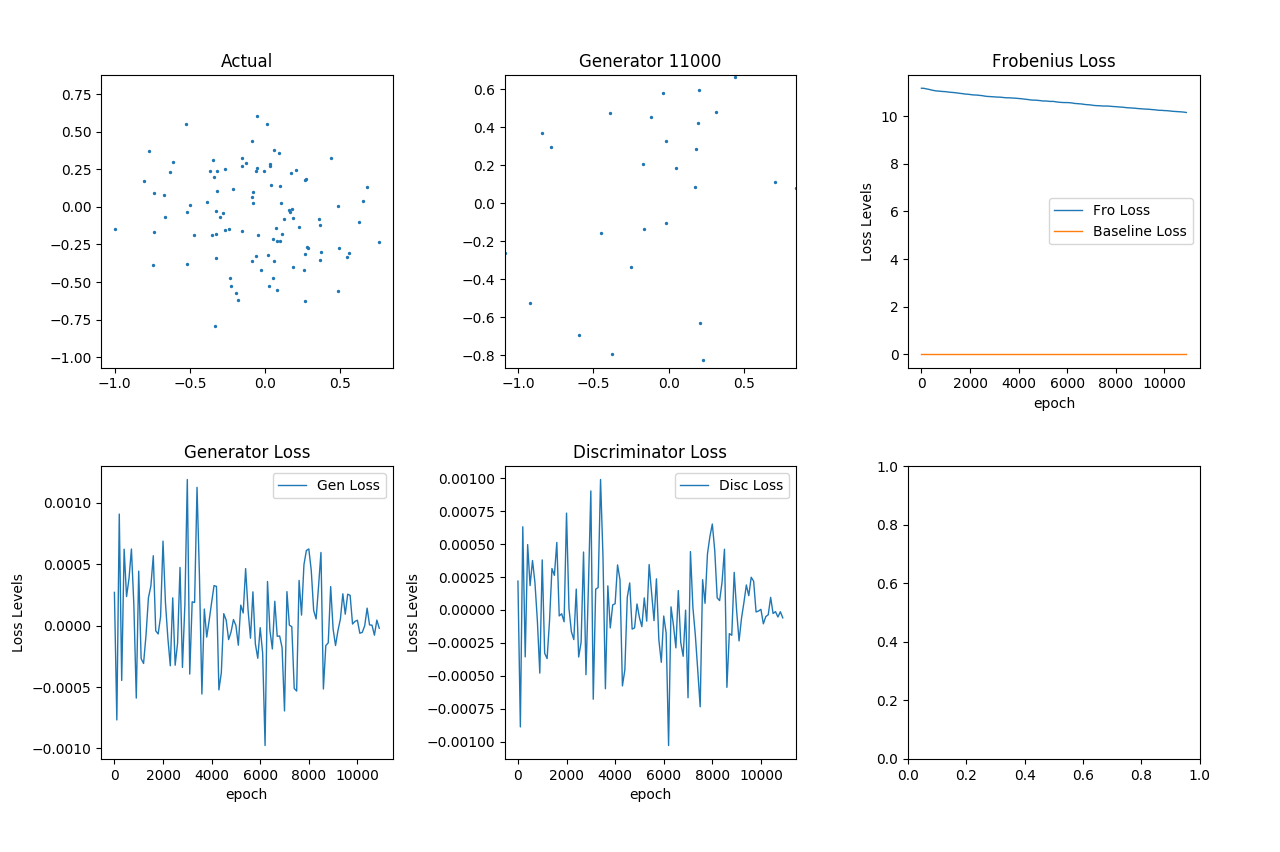 Actual
0.75
0.50
0.25
0.00
−0.25
−0.50
−0.75
−1.00
−1.0 −0.5 0.0 0.5
Generator 11000
0.6
0.4
0.2
0.0
−0.2
−0.4
−0.6
−0.8
−1.0 −0.5 0.0 0.5
Frobenius Loss
Loss Levels
10
8
6
4
2
0
Fro Loss
Baseline Loss
0 2000 4000 6000 8000 10000
epoch
Generator Loss
Loss Levels
0.0010
0.0005
0.0000
−0.0005
−0.0010
Gen Loss
0 2000 4000 6000 8000 10000
epoch
Discriminator Loss
Loss Levels
0.00100
0.00075
0.00050
0.00025
0.00000
−0.00025
−0.00050
−0.00075
−0.00100
Disc Loss
0 2000 4000 6000 8000 10000
epoch
1.0
0.8
0.6
0.4
0.2
0.0
0.0 0.2 0.4 0.6 0.8 1.0